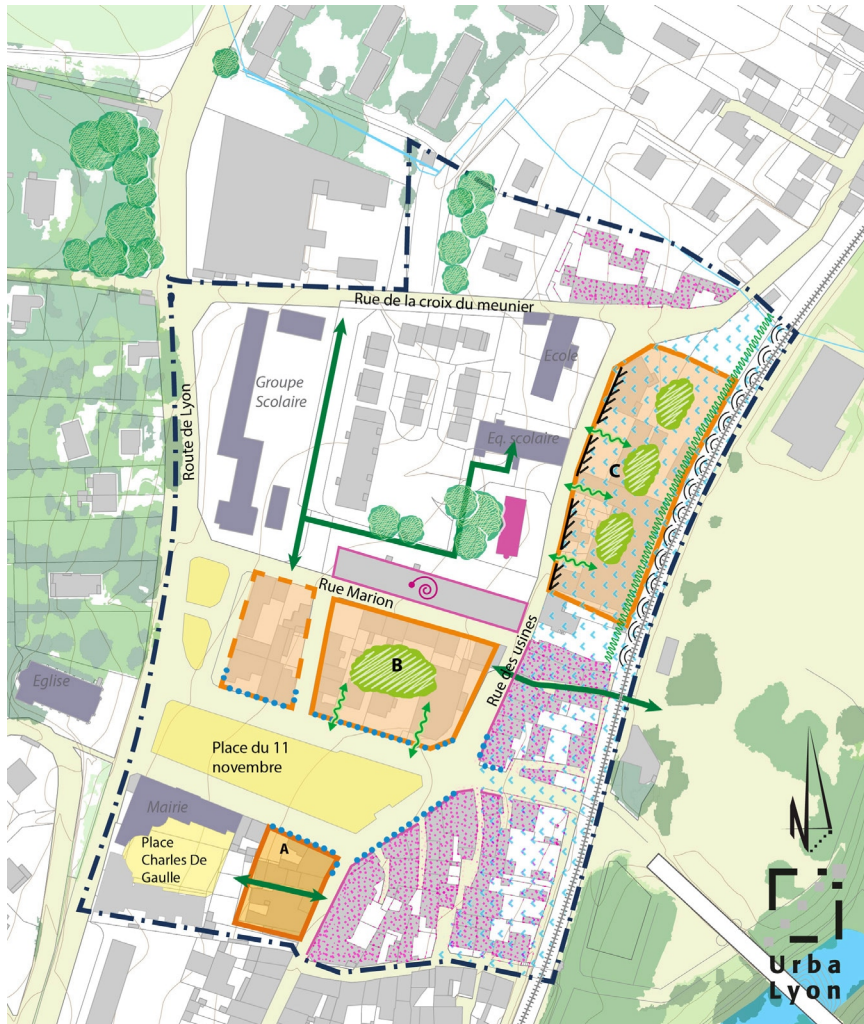 Rue de la croix du meunier
Ecole
Groupe
Scolaire
Route de Lyon
Eq. scolaire
C
Rue Marion
B
Rue des usines
Eglise
Place du 11
novembre
Mairie
Place
Charles De
Gaulle
A
N
Urba
Lyon